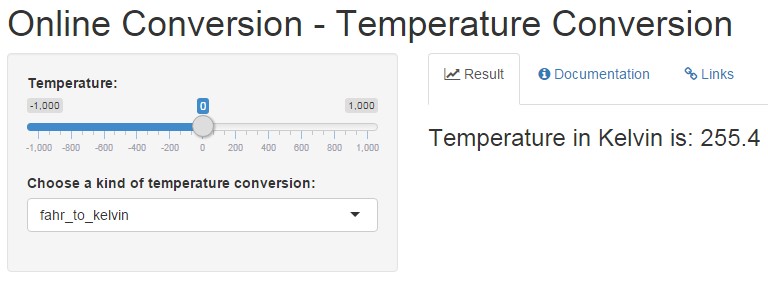 Online Conversion - Temperature Conversion
Temperature:
-1,000 0 1,000
-1,000 -800 -600 -400 -200 0 200 400 600 800 1,000
Choose a kind of temperature conversion:
fahr_to_kelvin
Result Documentation Links
Temperature in Kelvin is: 255.4